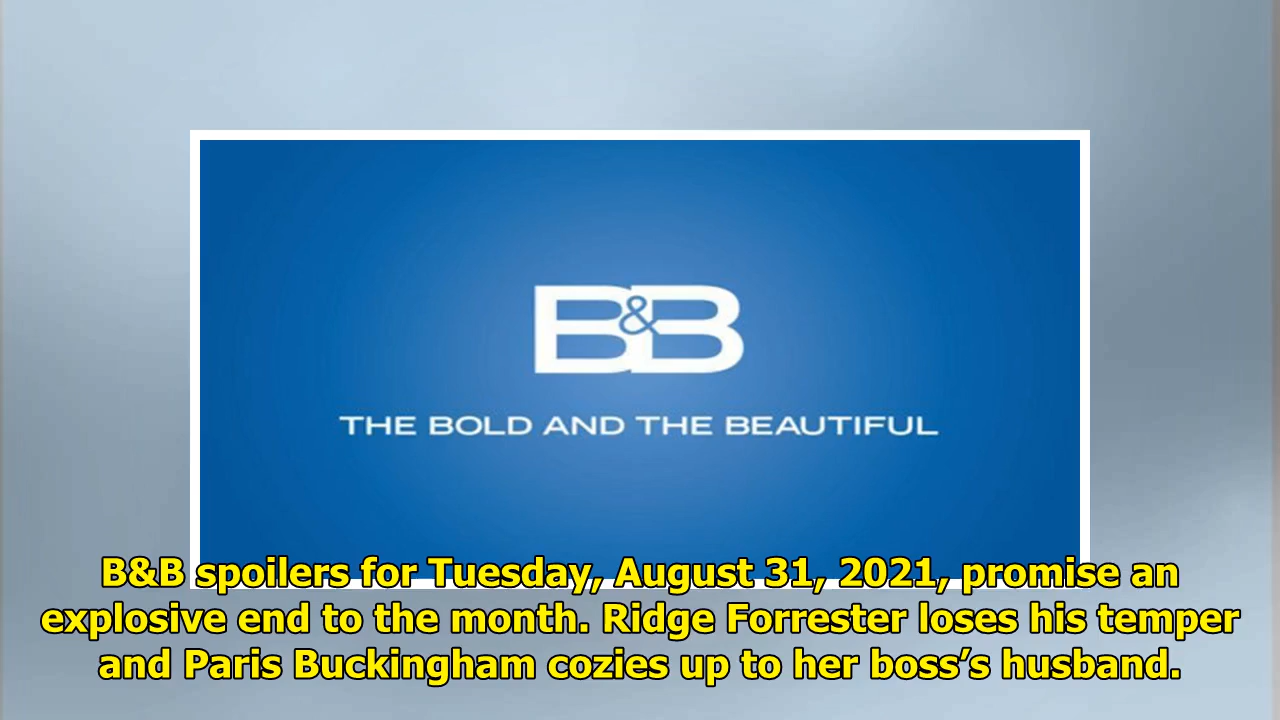 B&B
THE BOLD AND THE BEAUTIFUL
B&B spoilers for Tuesday, August 31, 2021, promise an
explosive end to the month. Ridge Forrester loses his temper
and Paris Buckingham cozies up to her boss’s husband.